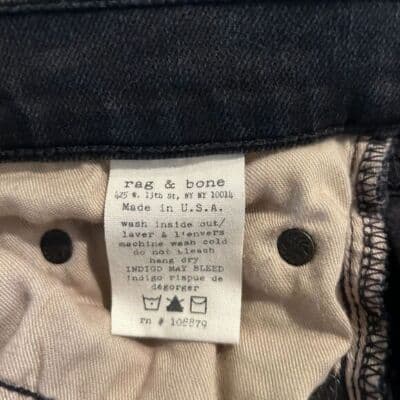 rag & bone
425 W. 13th St, NY NY 10014
Made in U.S.A.
wash inside out/
laver à l'envers
machine wash cold
do not bleach
hang dry
INDIGO MAY BLEED
indigo risque de
dégorger
rn # 108879